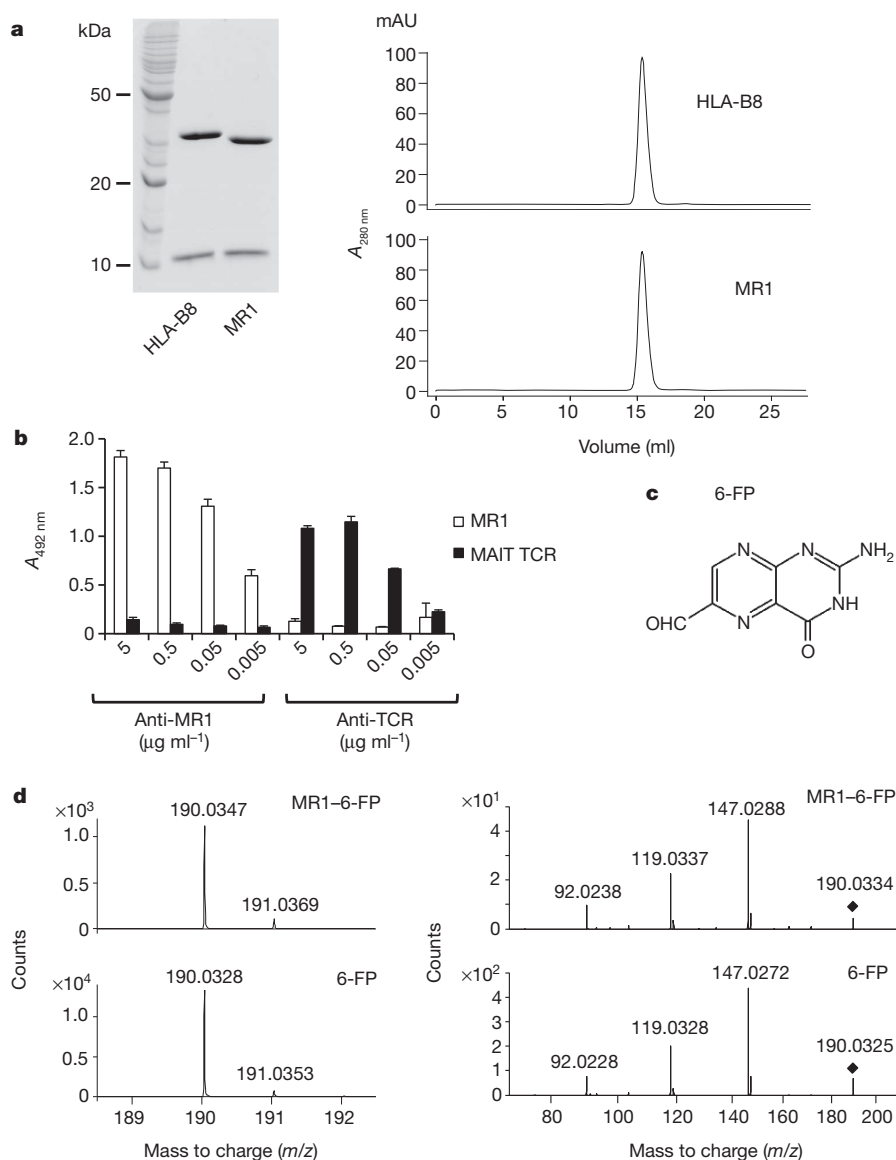 a
kDa
50
20
10
HLA-B8
MR1
mAU
100
80
60
40
20
0
HLA-B8
A280 nm
100
80
60
40
20
0
MR1
0 5 10 15 20 25
Volume (ml)
b
2.0
1.5
1.0
0.5
0
A492 nm
MR1
MAIT TCR
5 0.5 0.05 0.005 5 0.5 0.05 0.005
Anti-MR1
(μg ml–1)
Anti-TCR
(μg ml–1)
c 6-FP
N N NH2
OHC N NH
O
d
×10³ MR1–6-FP
190.0347
1.0
0.5
0
191.0369
Counts
×10⁴ 6-FP
190.0328
1.0
0.5
0
191.0353
189 190 191 192
Mass to charge (m/z)
×10¹ MR1–6-FP
147.0288
4
2
0
119.0337
92.0238
190.0334
Counts
×10² 6-FP
147.0272
4
3
2
1
0
119.0328
92.0228
190.0325
80 100 120 140 160 180 200
Mass to charge (m/z)